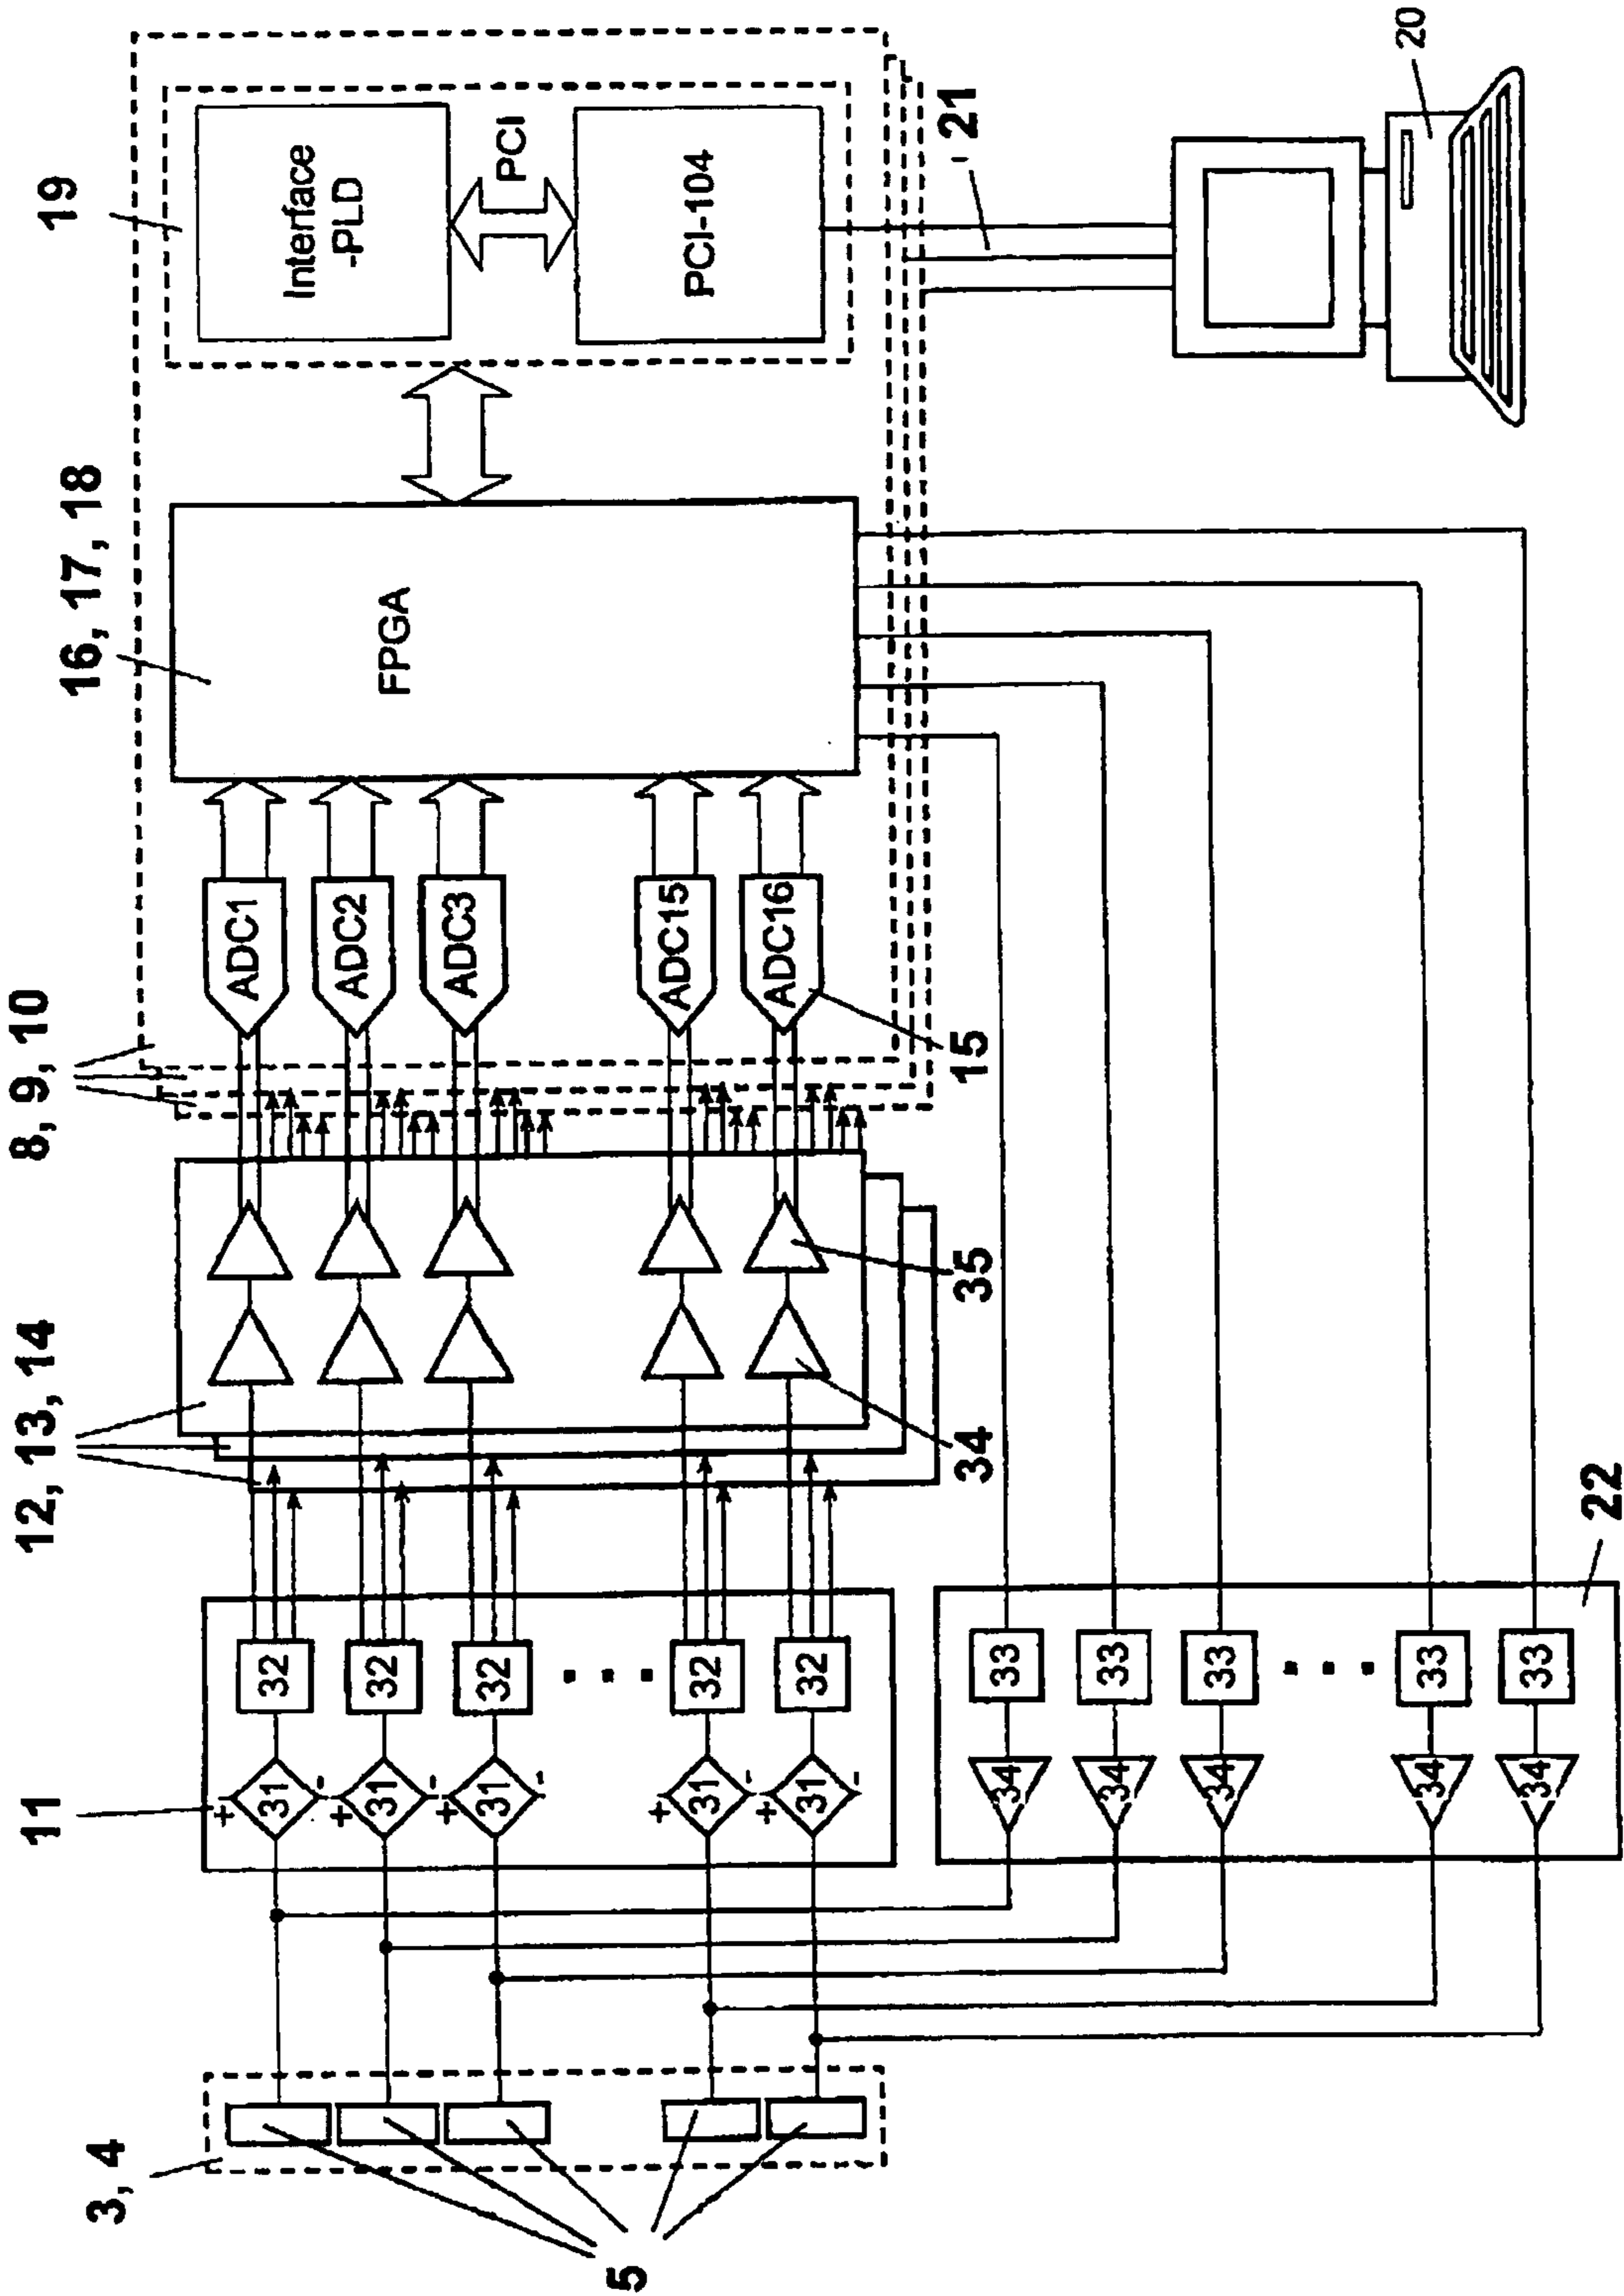 3, 4
11
12, 13, 14
8, 9, 10
16, 17, 18
19
+ 31 -
32
ADC1
+ 31 -
32
ADC2
+ 31 -
32
ADC3
+ 31 -
32
ADC15
+ 31 -
32
ADC16
FPGA
Interface
-PLD
PCI
PCI-104
5
34
35
15
21
34
33
34
33
34
33
34
33
34
33
22
20